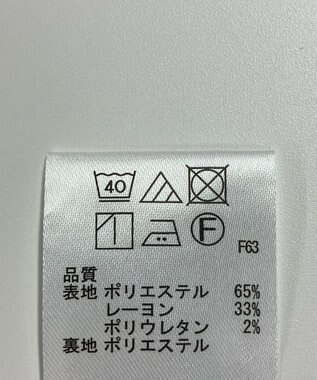 40
F
F63
品質
表地 ポリエステル 65%
レーヨン 33%
ポリウレタン 2%
裏地 ポリエステル